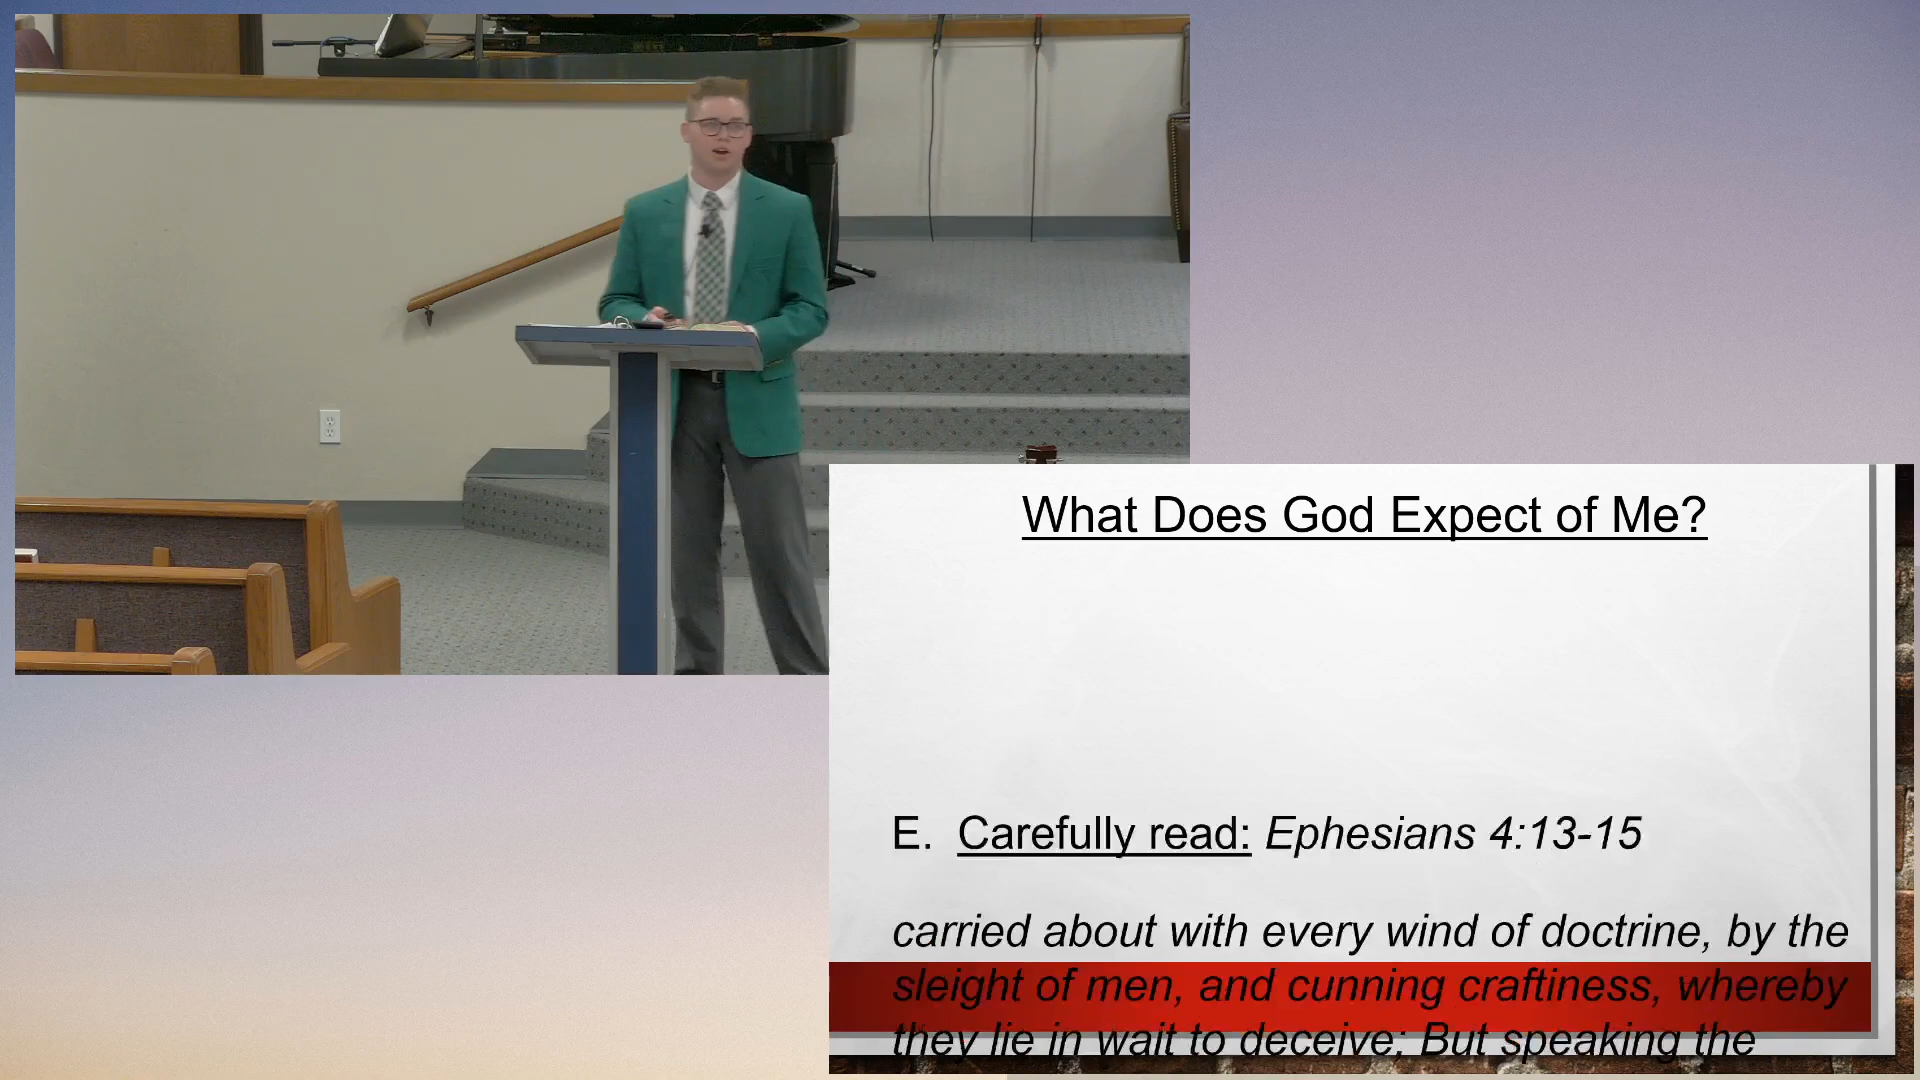 What Does God Expect of Me?
E. Carefully read: Ephesians 4:13-15
carried about with every wind of doctrine, by the
sleight of men, and cunning craftiness, whereby
they lie in wait to deceive; But speaking the